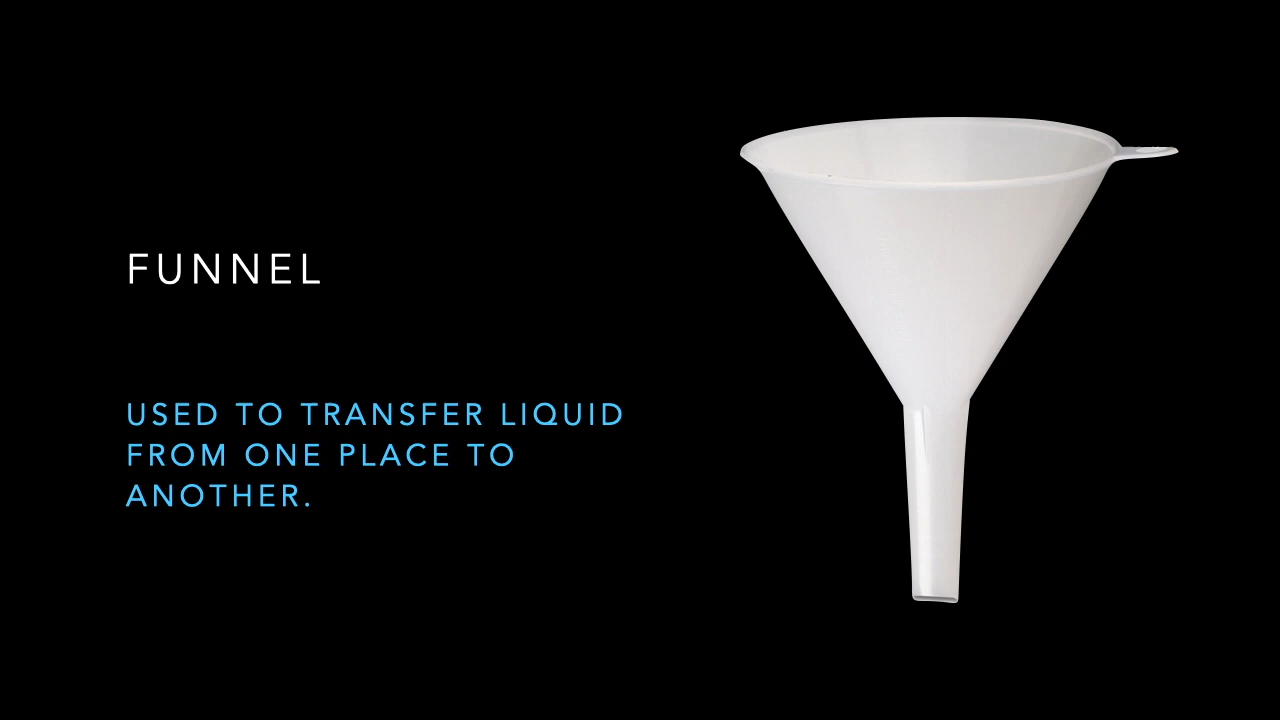 FUNNEL
USED TO TRANSFER LIQUID
FROM ONE PLACE TO
ANOTHER.